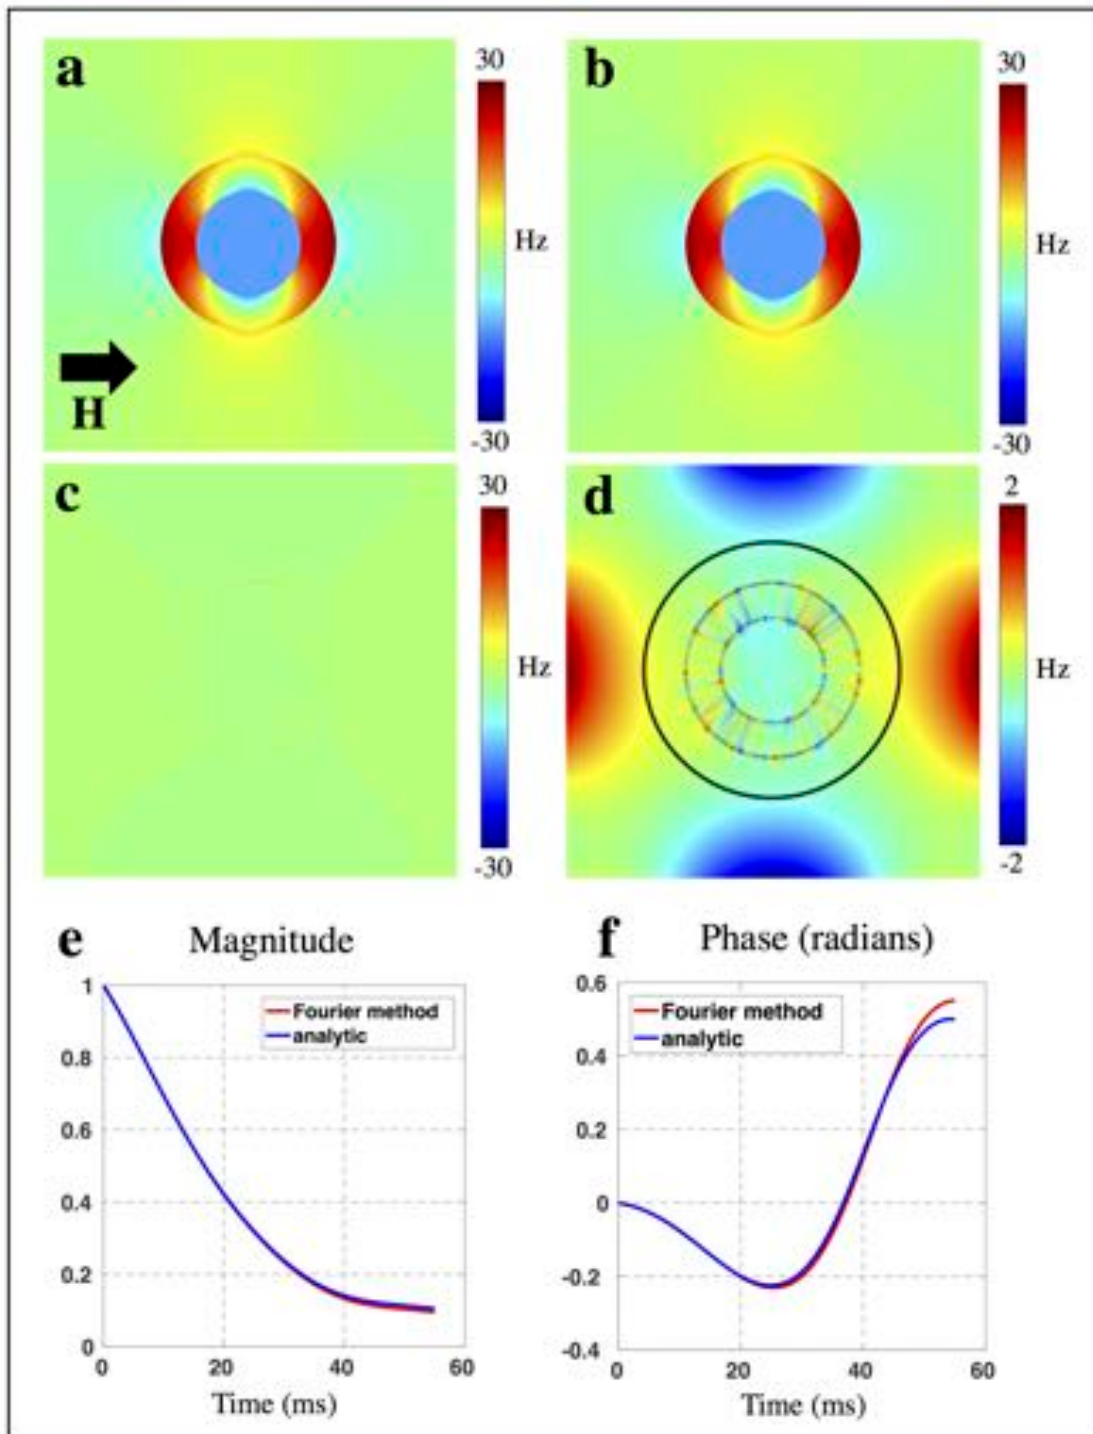 a
30
Hz
-30
H
b
30
Hz
-30
c
30
Hz
-30
d
2
Hz
-2
e
Magnitude
1
0.8
0.6
0.4
0.2
0
Fourier method
analytic
0 20 40 60
Time (ms)
f
Phase (radians)
0.6
0.4
0.2
0
-0.2
-0.4
Fourier method
analytic
0 20 40 60
Time (ms)